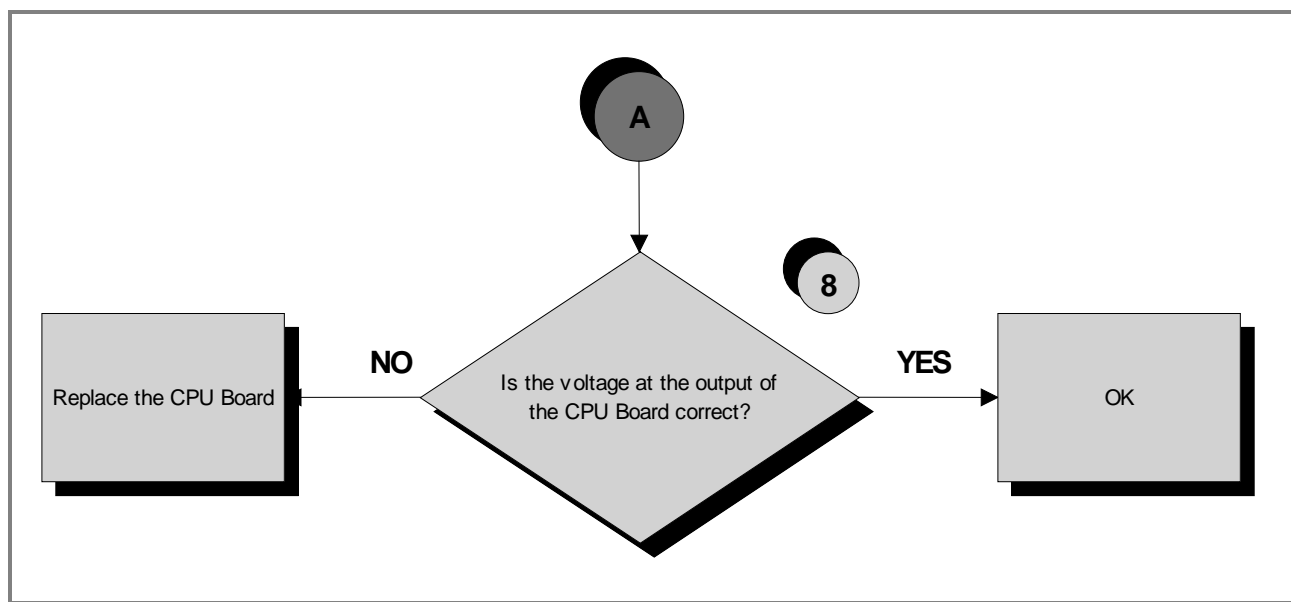 A
8
NO
YES
Replace the CPU Board
Is the voltage at the output of
the CPU Board correct?
OK